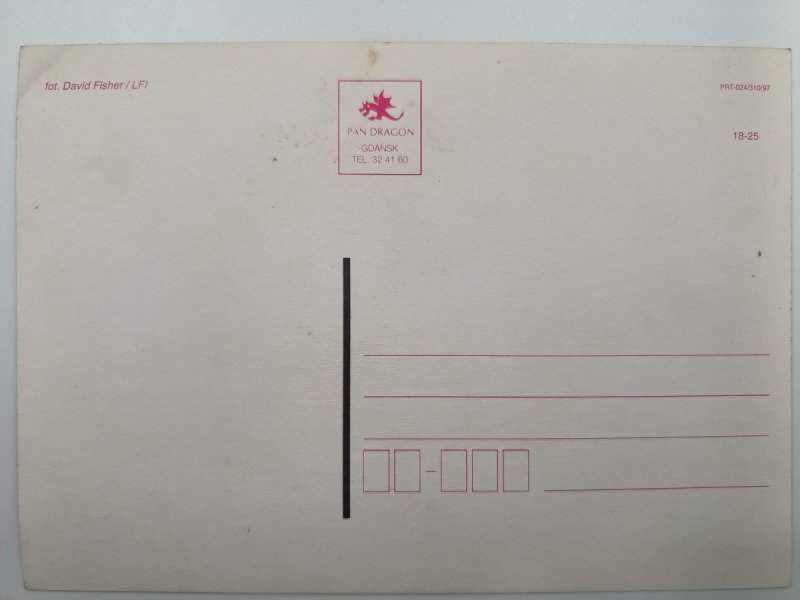 fot. David Fisher / LFI
PAN DRAGON
GDAŃSK
TEL. 32 41 60
PRT-024/310/97
18-25